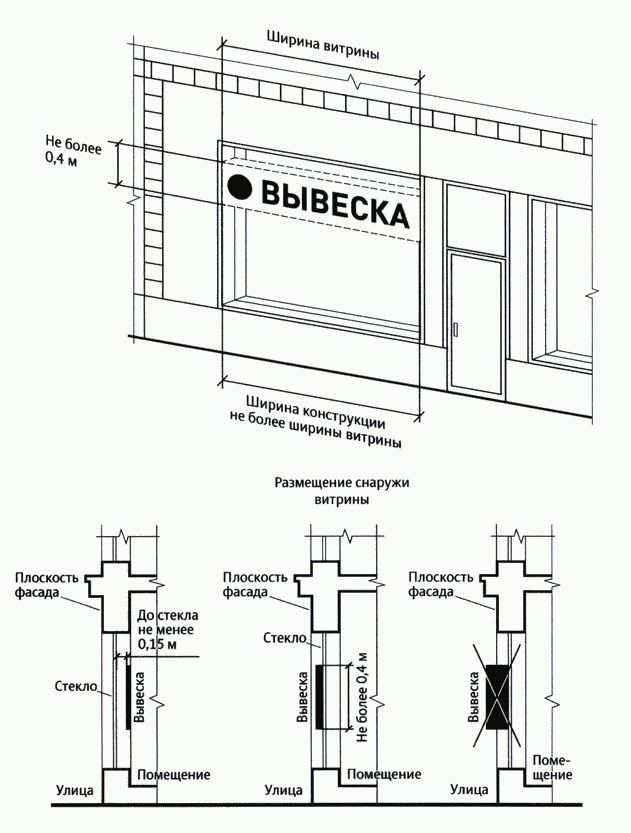 Ширина витрины
Не более
0,4 м
ВЫВЕСКА
Ширина конструкции
не более ширины витрины
Размещение снаружи
витрины
Плоскость
фасада
До стекла
не менее
0,15 м
Стекло
Вывеска
Улица
Помещение
Плоскость
фасада
Стекло
Вывеска
Не более 0,4 м
Улица
Помещение
Плоскость
фасада
Вывеска
Улица
Поме-
щение